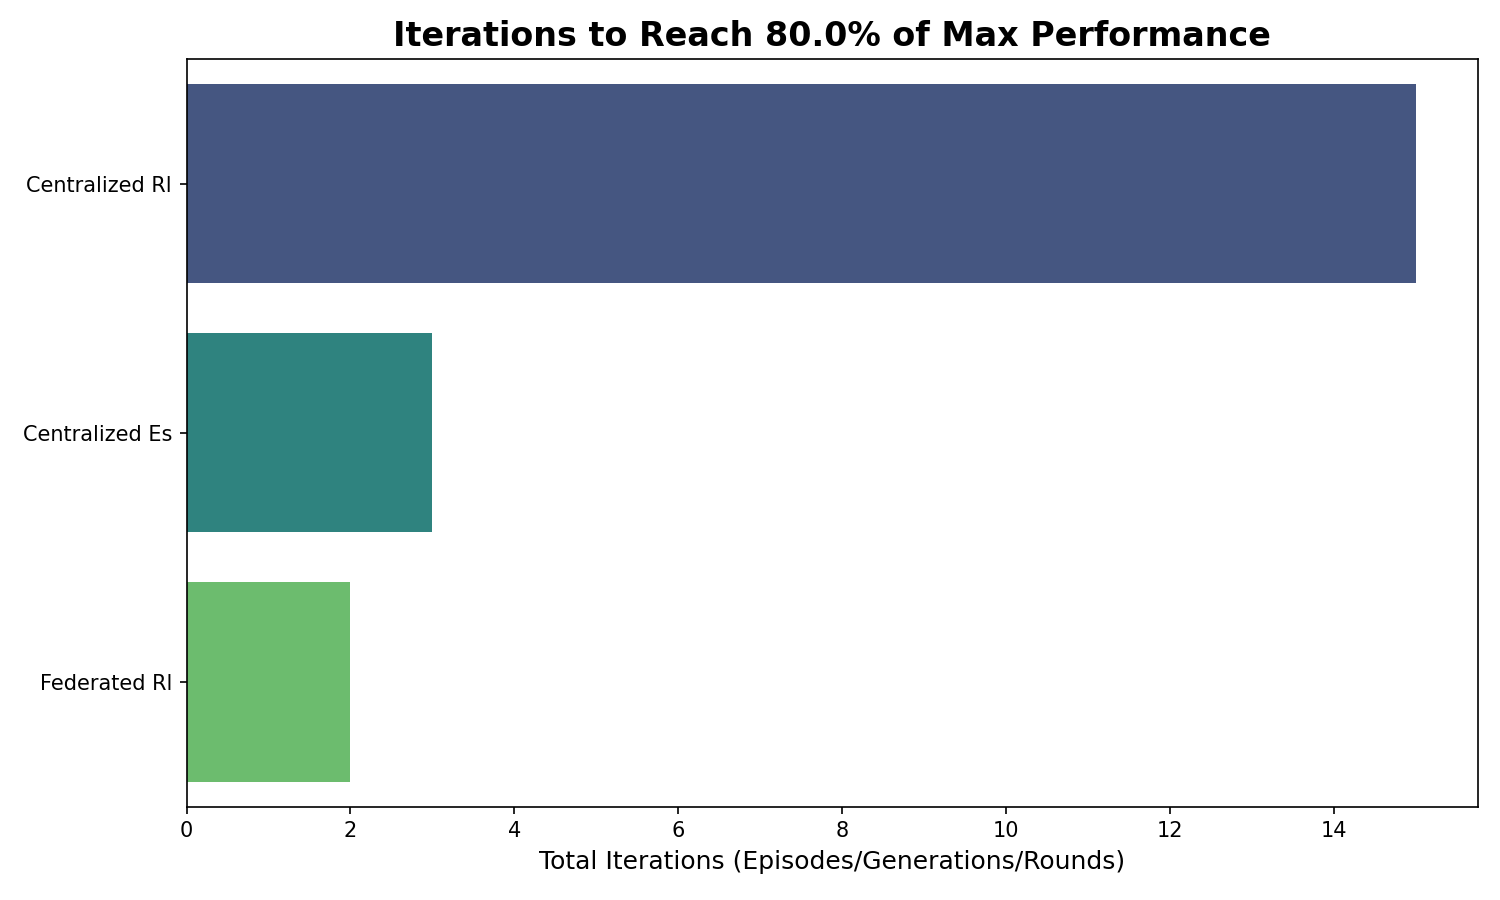 Iterations to Reach 80.0% of Max Performance
Centralized Rl
Centralized Es
Federated Rl
0 2 4 6 8 10 12 14
Total Iterations (Episodes/Generations/Rounds)